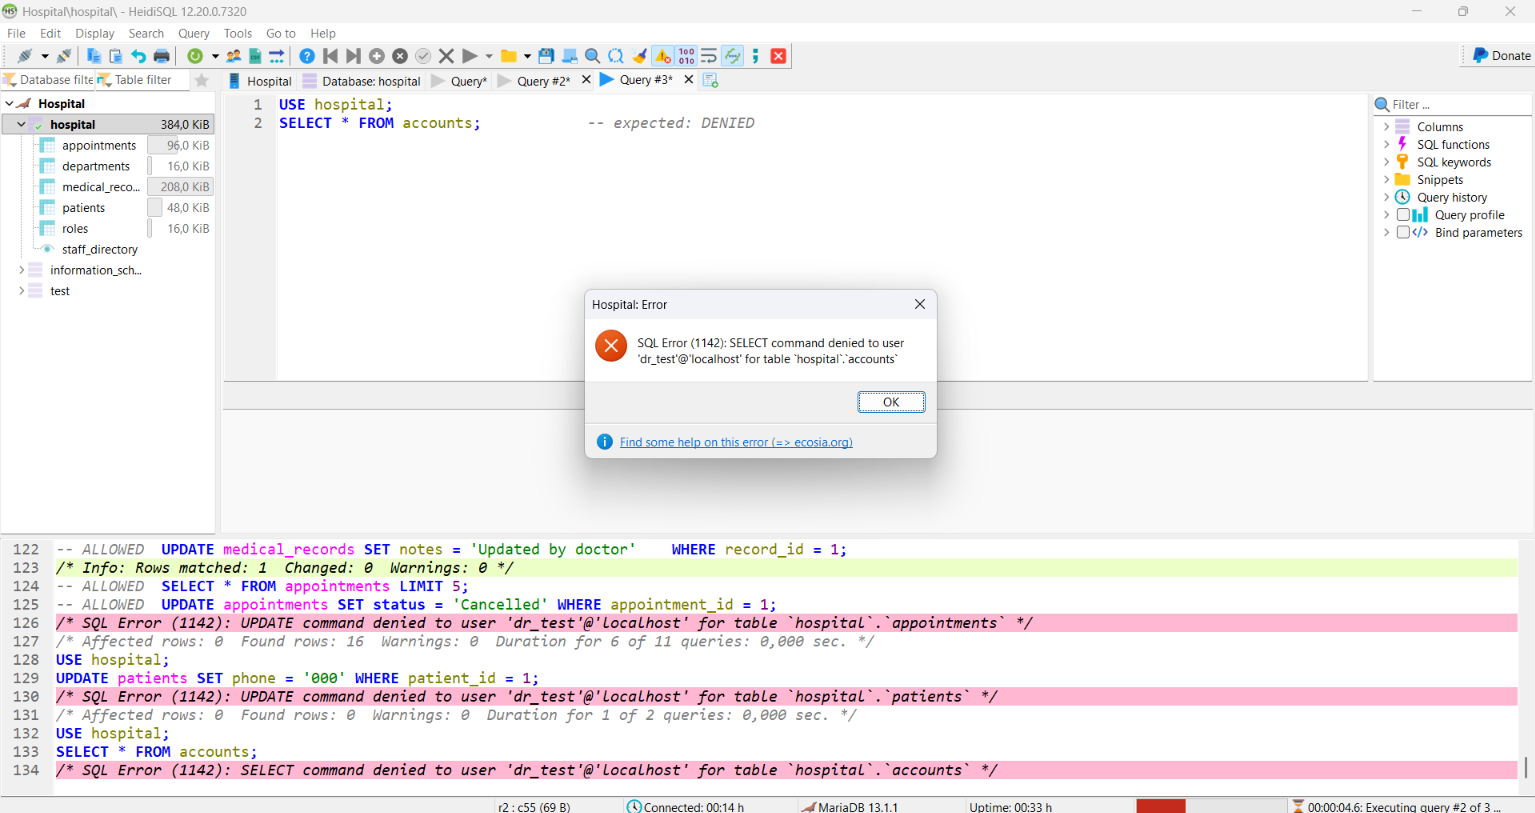 Hospital\hospital\ - HeidiSQL 12.20.0.7320
File Edit Display Search Query Tools Go to Help
Donate
Database filte Table filter Hospital Database: hospital Query* Query #2* Query #3*
Hospital
hospital 384,0 KiB
appointments 96,0 KiB
departments 16,0 KiB
medical_reco... 208,0 KiB
patients 48,0 KiB
roles 16,0 KiB
staff_directory
information_sch...
test
1 USE hospital;
2 SELECT * FROM accounts; -- expected: DENIED
Filter ...
Columns
SQL functions
SQL keywords
Snippets
Query history
Query profile
Bind parameters
Hospital: Error
SQL Error (1142): SELECT command denied to user
'dr_test'@'localhost' for table `hospital`.`accounts`
OK
Find some help on this error (=> ecosia.org)
122 -- ALLOWED UPDATE medical_records SET notes = 'Updated by doctor' WHERE record_id = 1;
123 /* Info: Rows matched: 1 Changed: 0 Warnings: 0 */
124 -- ALLOWED SELECT * FROM appointments LIMIT 5;
125 -- ALLOWED UPDATE appointments SET status = 'Cancelled' WHERE appointment_id = 1;
126 /* SQL Error (1142): UPDATE command denied to user 'dr_test'@'localhost' for table `hospital`.`appointments` */
127 /* Affected rows: 0 Found rows: 16 Warnings: 0 Duration for 6 of 11 queries: 0,000 sec. */
128 USE hospital;
129 UPDATE patients SET phone = '000' WHERE patient_id = 1;
130 /* SQL Error (1142): UPDATE command denied to user 'dr_test'@'localhost' for table `hospital`.`patients` */
131 /* Affected rows: 0 Found rows: 0 Warnings: 0 Duration for 1 of 2 queries: 0,000 sec. */
132 USE hospital;
133 SELECT * FROM accounts;
134 /* SQL Error (1142): SELECT command denied to user 'dr_test'@'localhost' for table `hospital`.`accounts` */
r2 : c55 (69 B) Connected: 00:14 h MariaDB 13.1.1 Uptime: 00:33 h 00:00:04.6: Executing query #2 of 3 ...